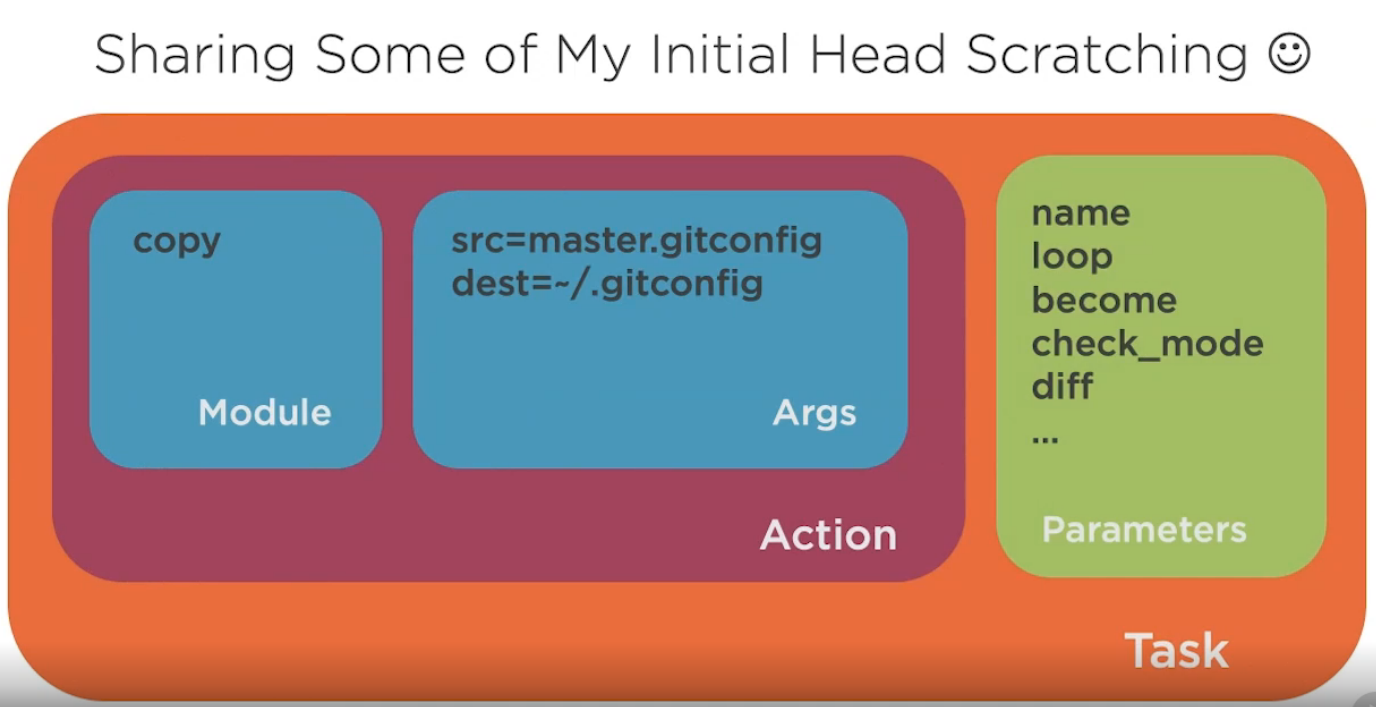 Sharing Some of My Initial Head Scratching ☺
copy
Module
src=master.gitconfig
dest=~/.gitconfig
Args
Action
name
loop
become
check_mode
diff
...
Parameters
Task